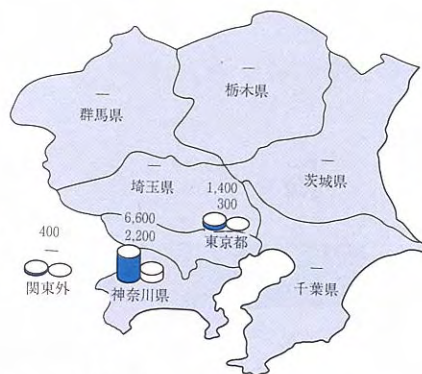 —
栃木県
—
群馬県
—
茨城県
—
埼玉県
1,400
300
東京都
6,600
2,200
神奈川県
400
—
関東外
—
千葉県